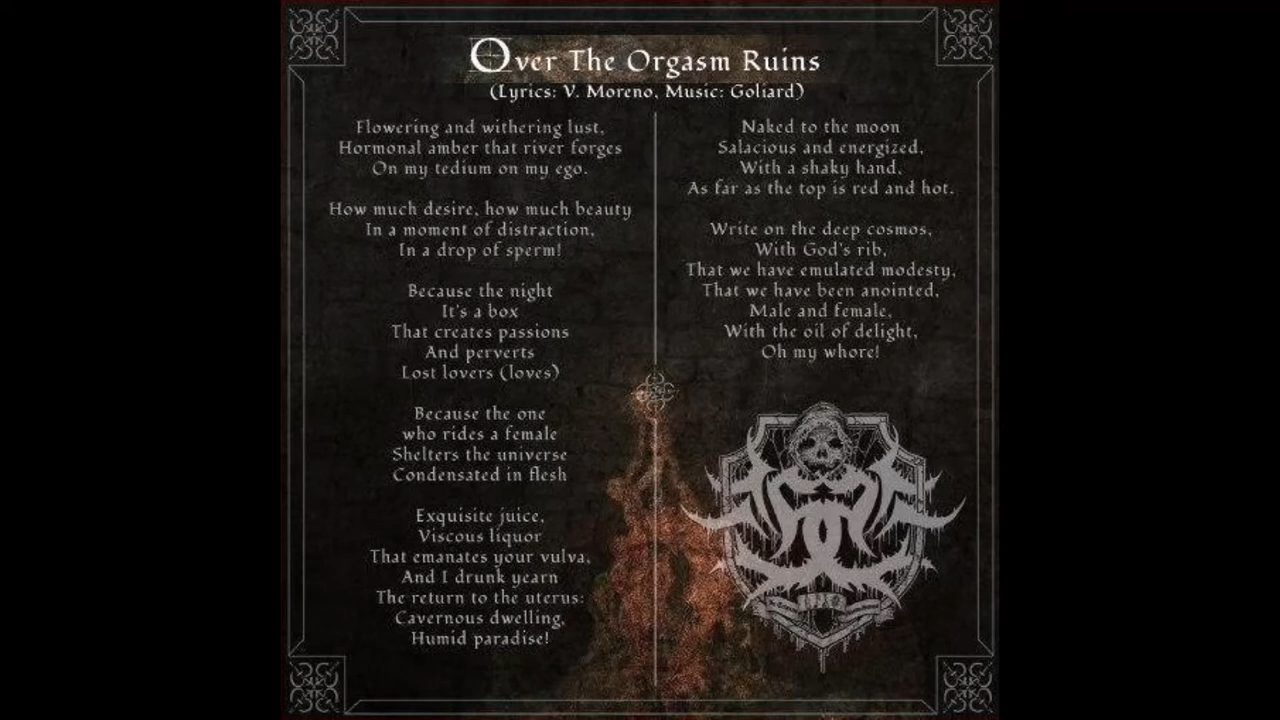 Over The Orgasm Ruins
(Lyrics: V. Moreno, Music: Goliard)
Flowering and withering lust,
Hormonal amber that river forges
On my tedium on my ego.
How much desire, how much beauty
In a moment of distraction,
In a drop of sperm!
Because the night
It's a box
That creates passions
And perverts
Lost lovers (loves)
Because the one
who rides a female
Shelters the universe
Condensated in flesh
Exquisite juice,
Viscous liquor
That emanates your vulva,
And I drunk yearn
The return to the uterus:
Cavernous dwelling,
Humid paradise!
Naked to the moon
Salacious and energized,
With a shaky hand,
As far as the top is red and hot.
Write on the deep cosmos,
With God's rib,
That we have emulated modesty,
That we have been anointed,
Male and female,
With the oil of delight,
Oh my whore!